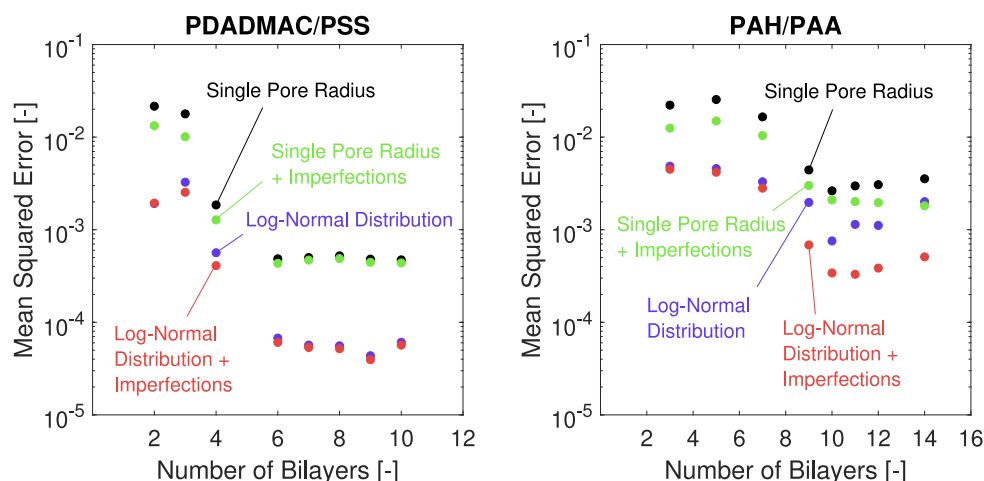 PDADMAC/PSS
Mean Squared Error [-]
10-1
10-2
10-3
10-4
10-5
Single Pore Radius
Single Pore Radius
+ Imperfections
Log-Normal Distribution
Log-Normal
Distribution +
Imperfections
2 4 6 8 10 12
Number of Bilayers [-]
PAH/PAA
Mean Squared Error [-]
10-1
10-2
10-3
10-4
10-5
Single Pore Radius
Single Pore Radius
+ Imperfections
Log-Normal
Distribution
Log-Normal
Distribution +
Imperfections
2 4 6 8 10 12 14 16
Number of Bilayers [-]